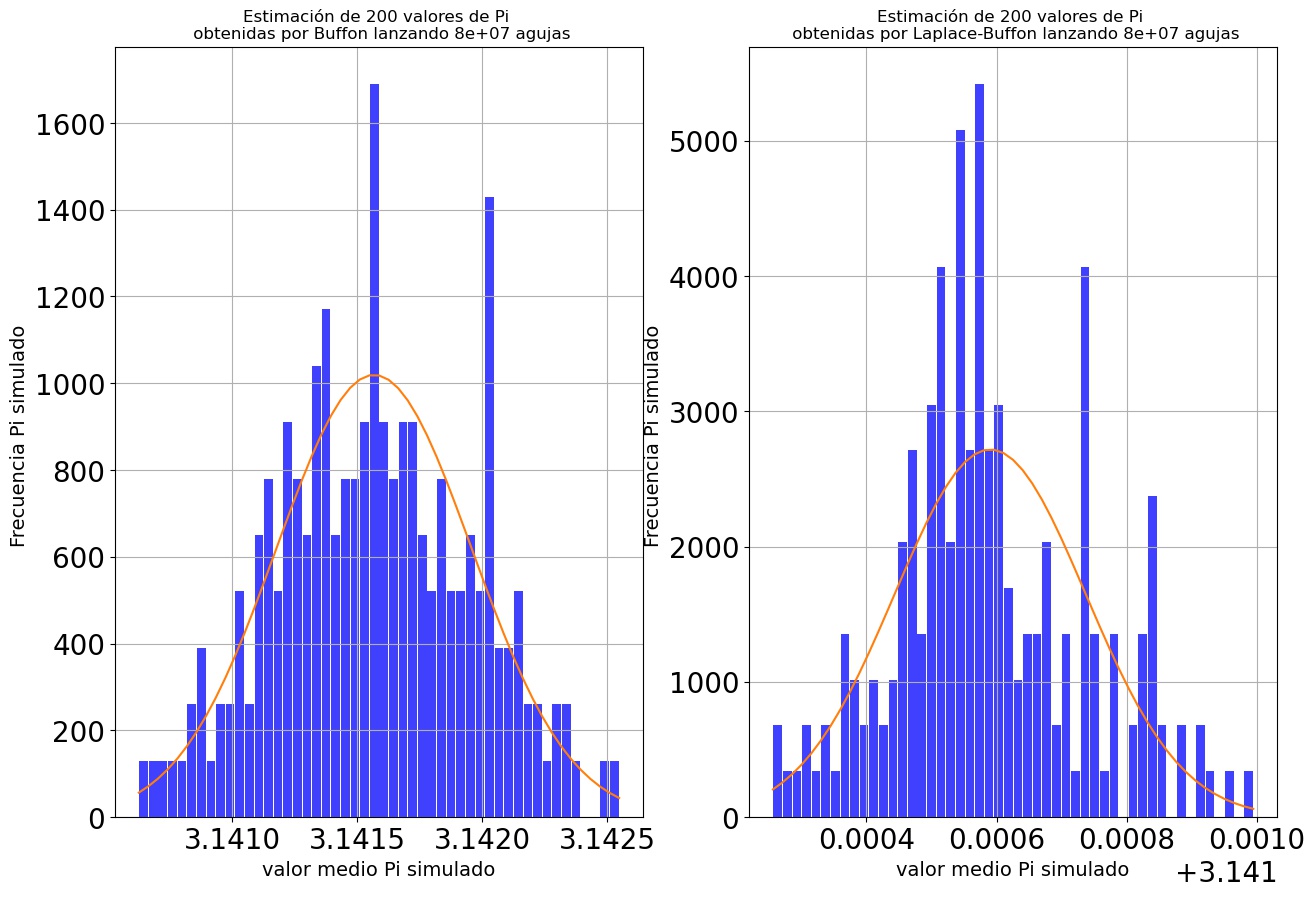 Estimación de 200 valores de Pi
obtenidas por Buffon lanzando 8e+07 agujas
1600
1400
1200
1000
800
600
400
200
0
Frecuencia Pi simulado
3.1410 3.1415 3.1420 3.1425
valor medio Pi simulado
Estimación de 200 valores de Pi
obtenidas por Laplace-Buffon lanzando 8e+07 agujas
5000
4000
3000
2000
1000
0
Frecuencia Pi simulado
0.0004 0.0006 0.0008 0.0010
valor medio Pi simulado
+3.141